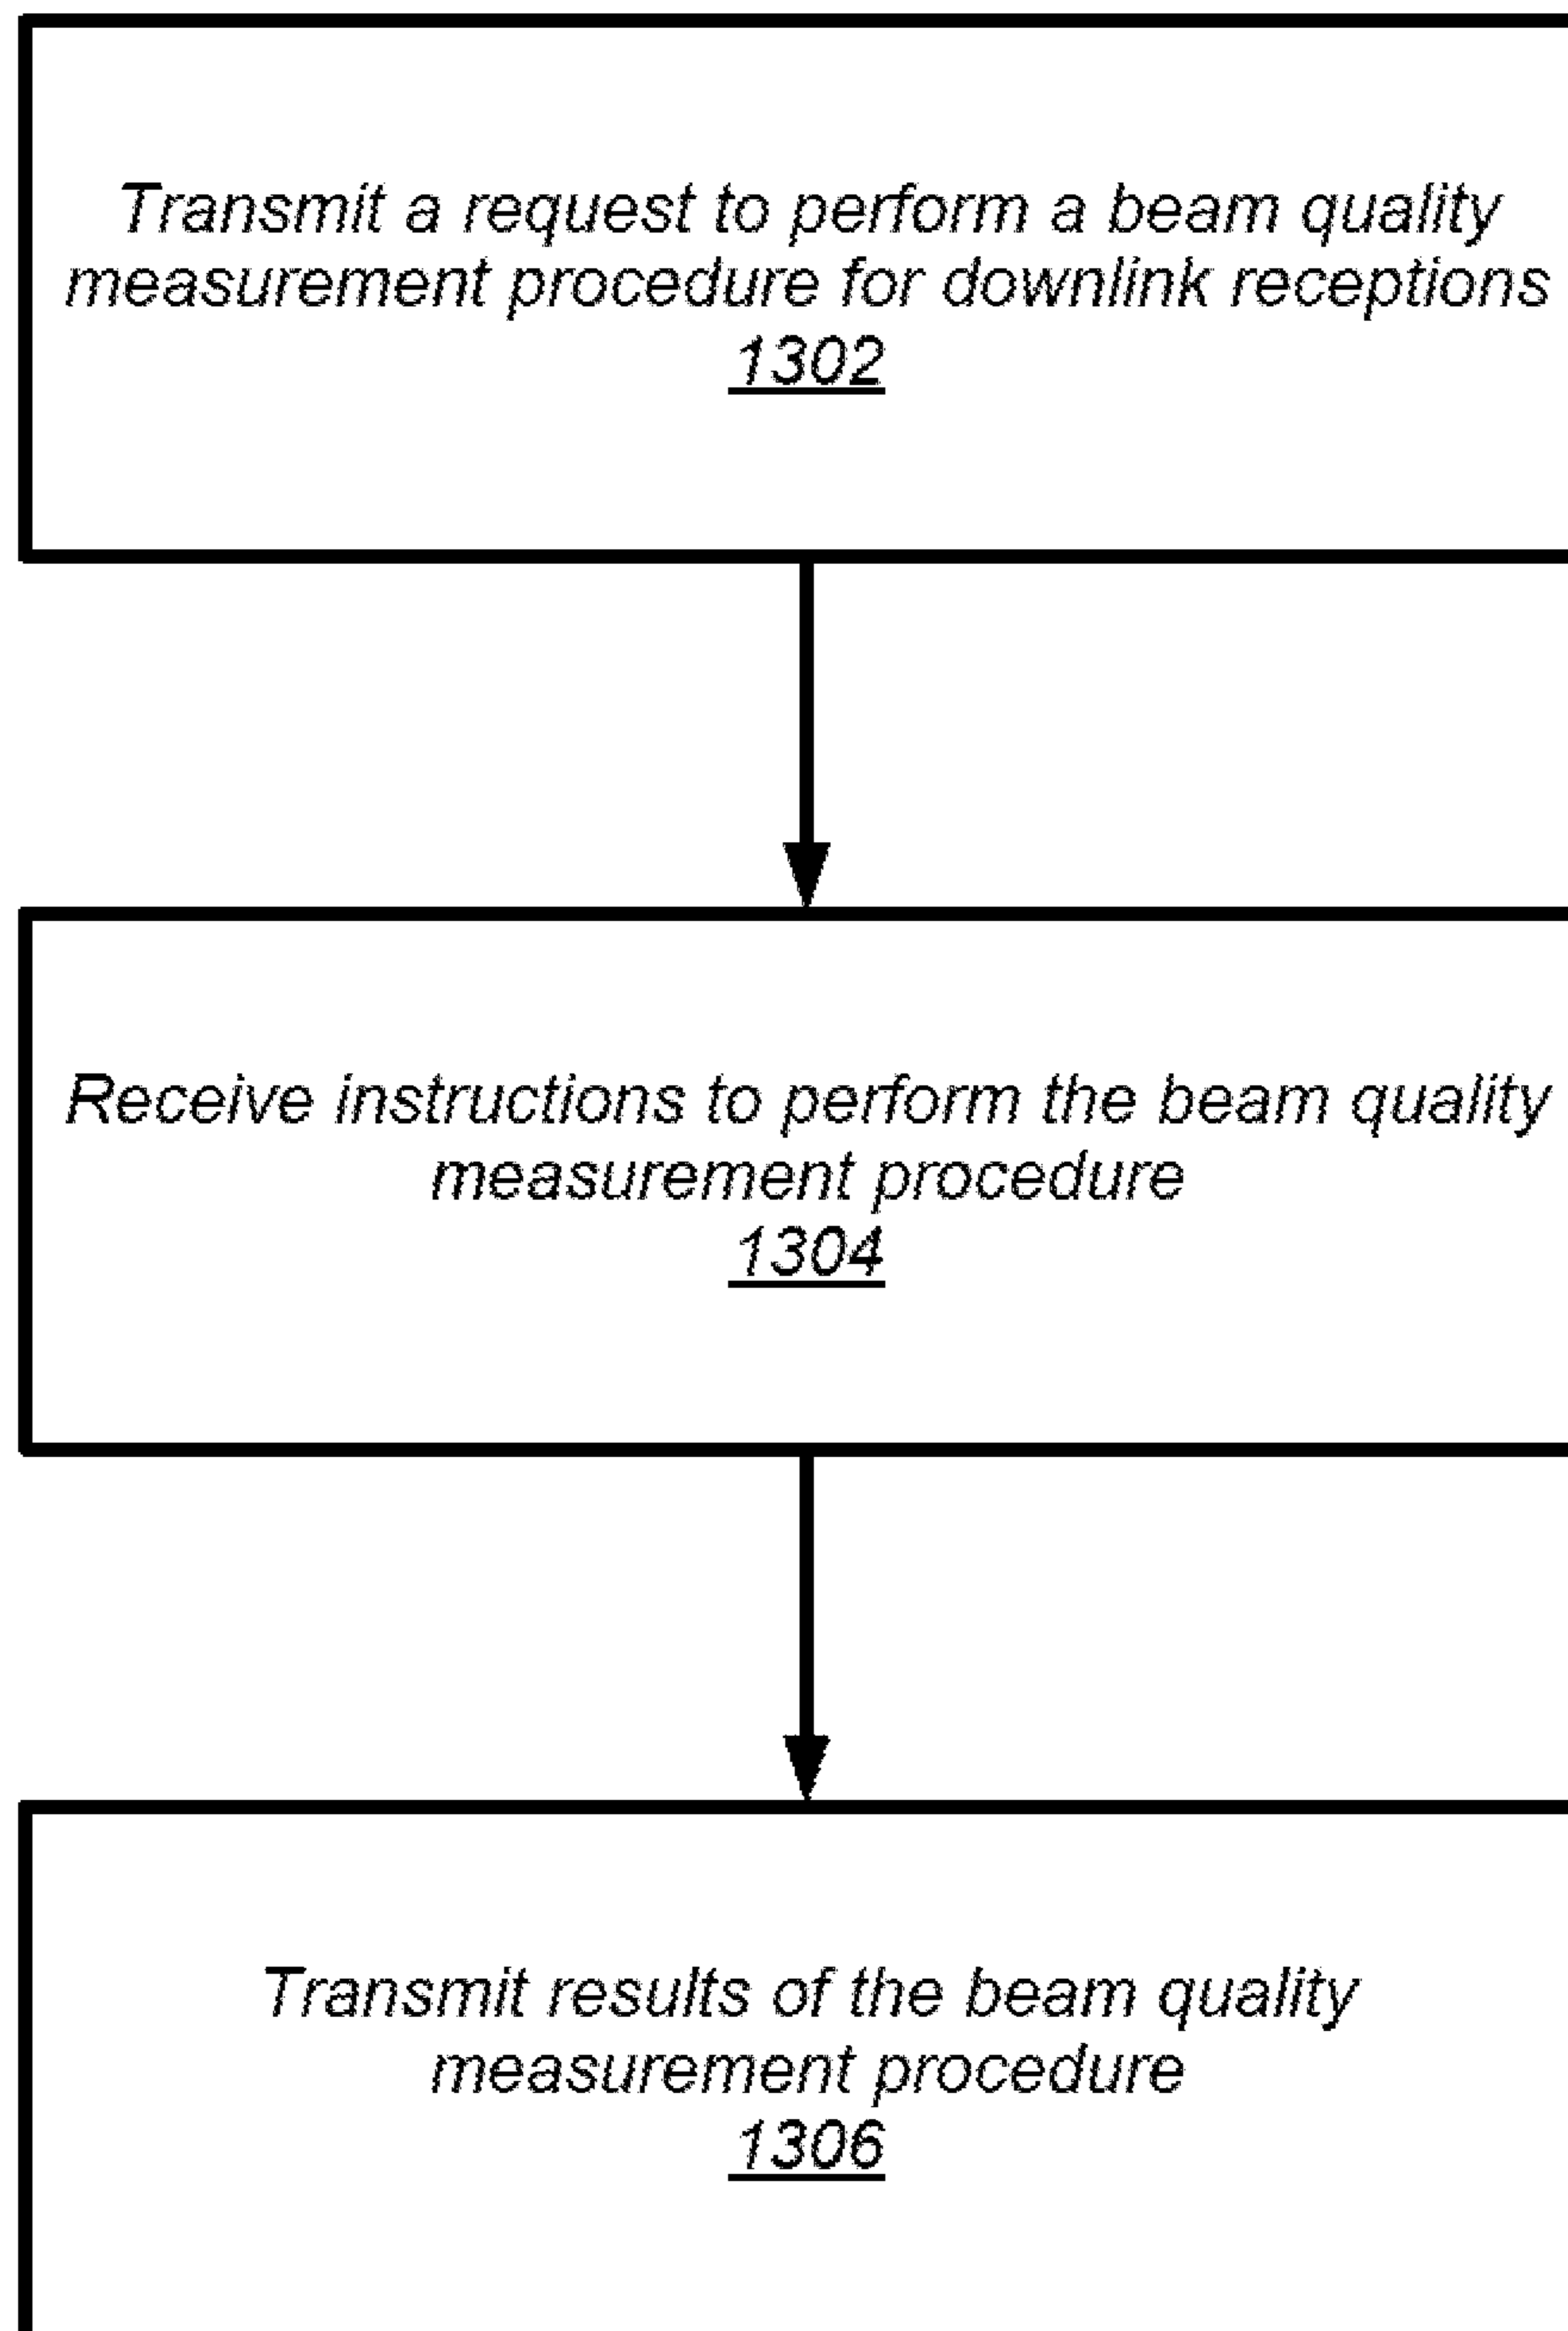 Transmit a request to perform a beam quality
measurement procedure for downlink receptions
1302
Receive instructions to perform the beam quality
measurement procedure
1304
Transmit results of the beam quality
measurement procedure
1306